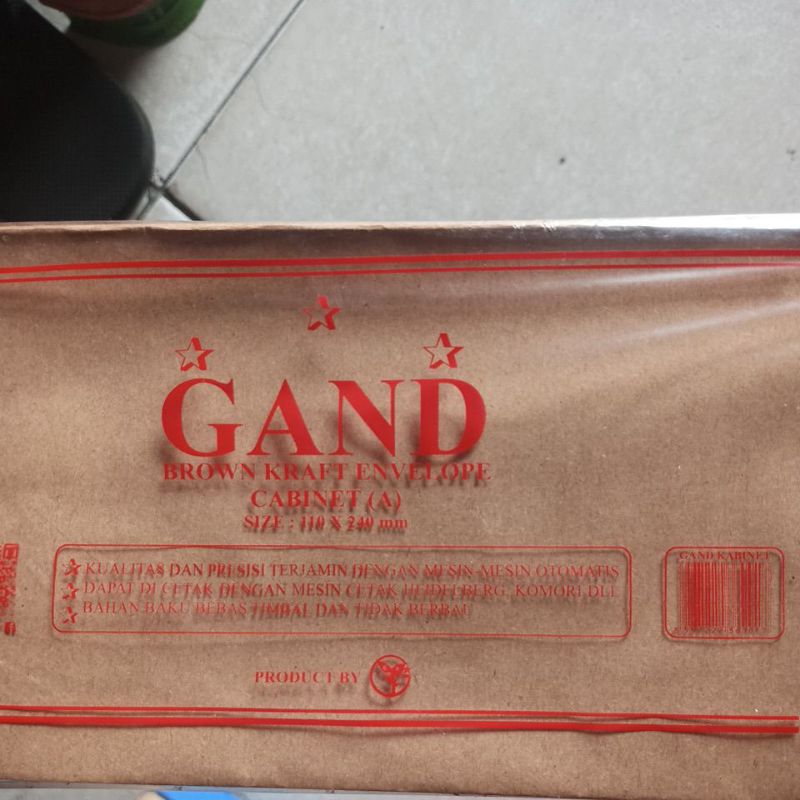 GAND
BROWN KRAFT ENVELOPE
CABINET (A)
SIZE : 110 X 240 mm
KUALITAS DAN PRESISI TERJAMIN DENGAN MESIN-MESIN OTOMATIS
DAPAT DI CETAK DENGAN MESIN CETAK HEIDELBERG, KOMORI DLL
BAHAN BAKU BEBAS TIMBAL DAN TIDAK BERBAU
GAND KABINET
PRODUCT BY